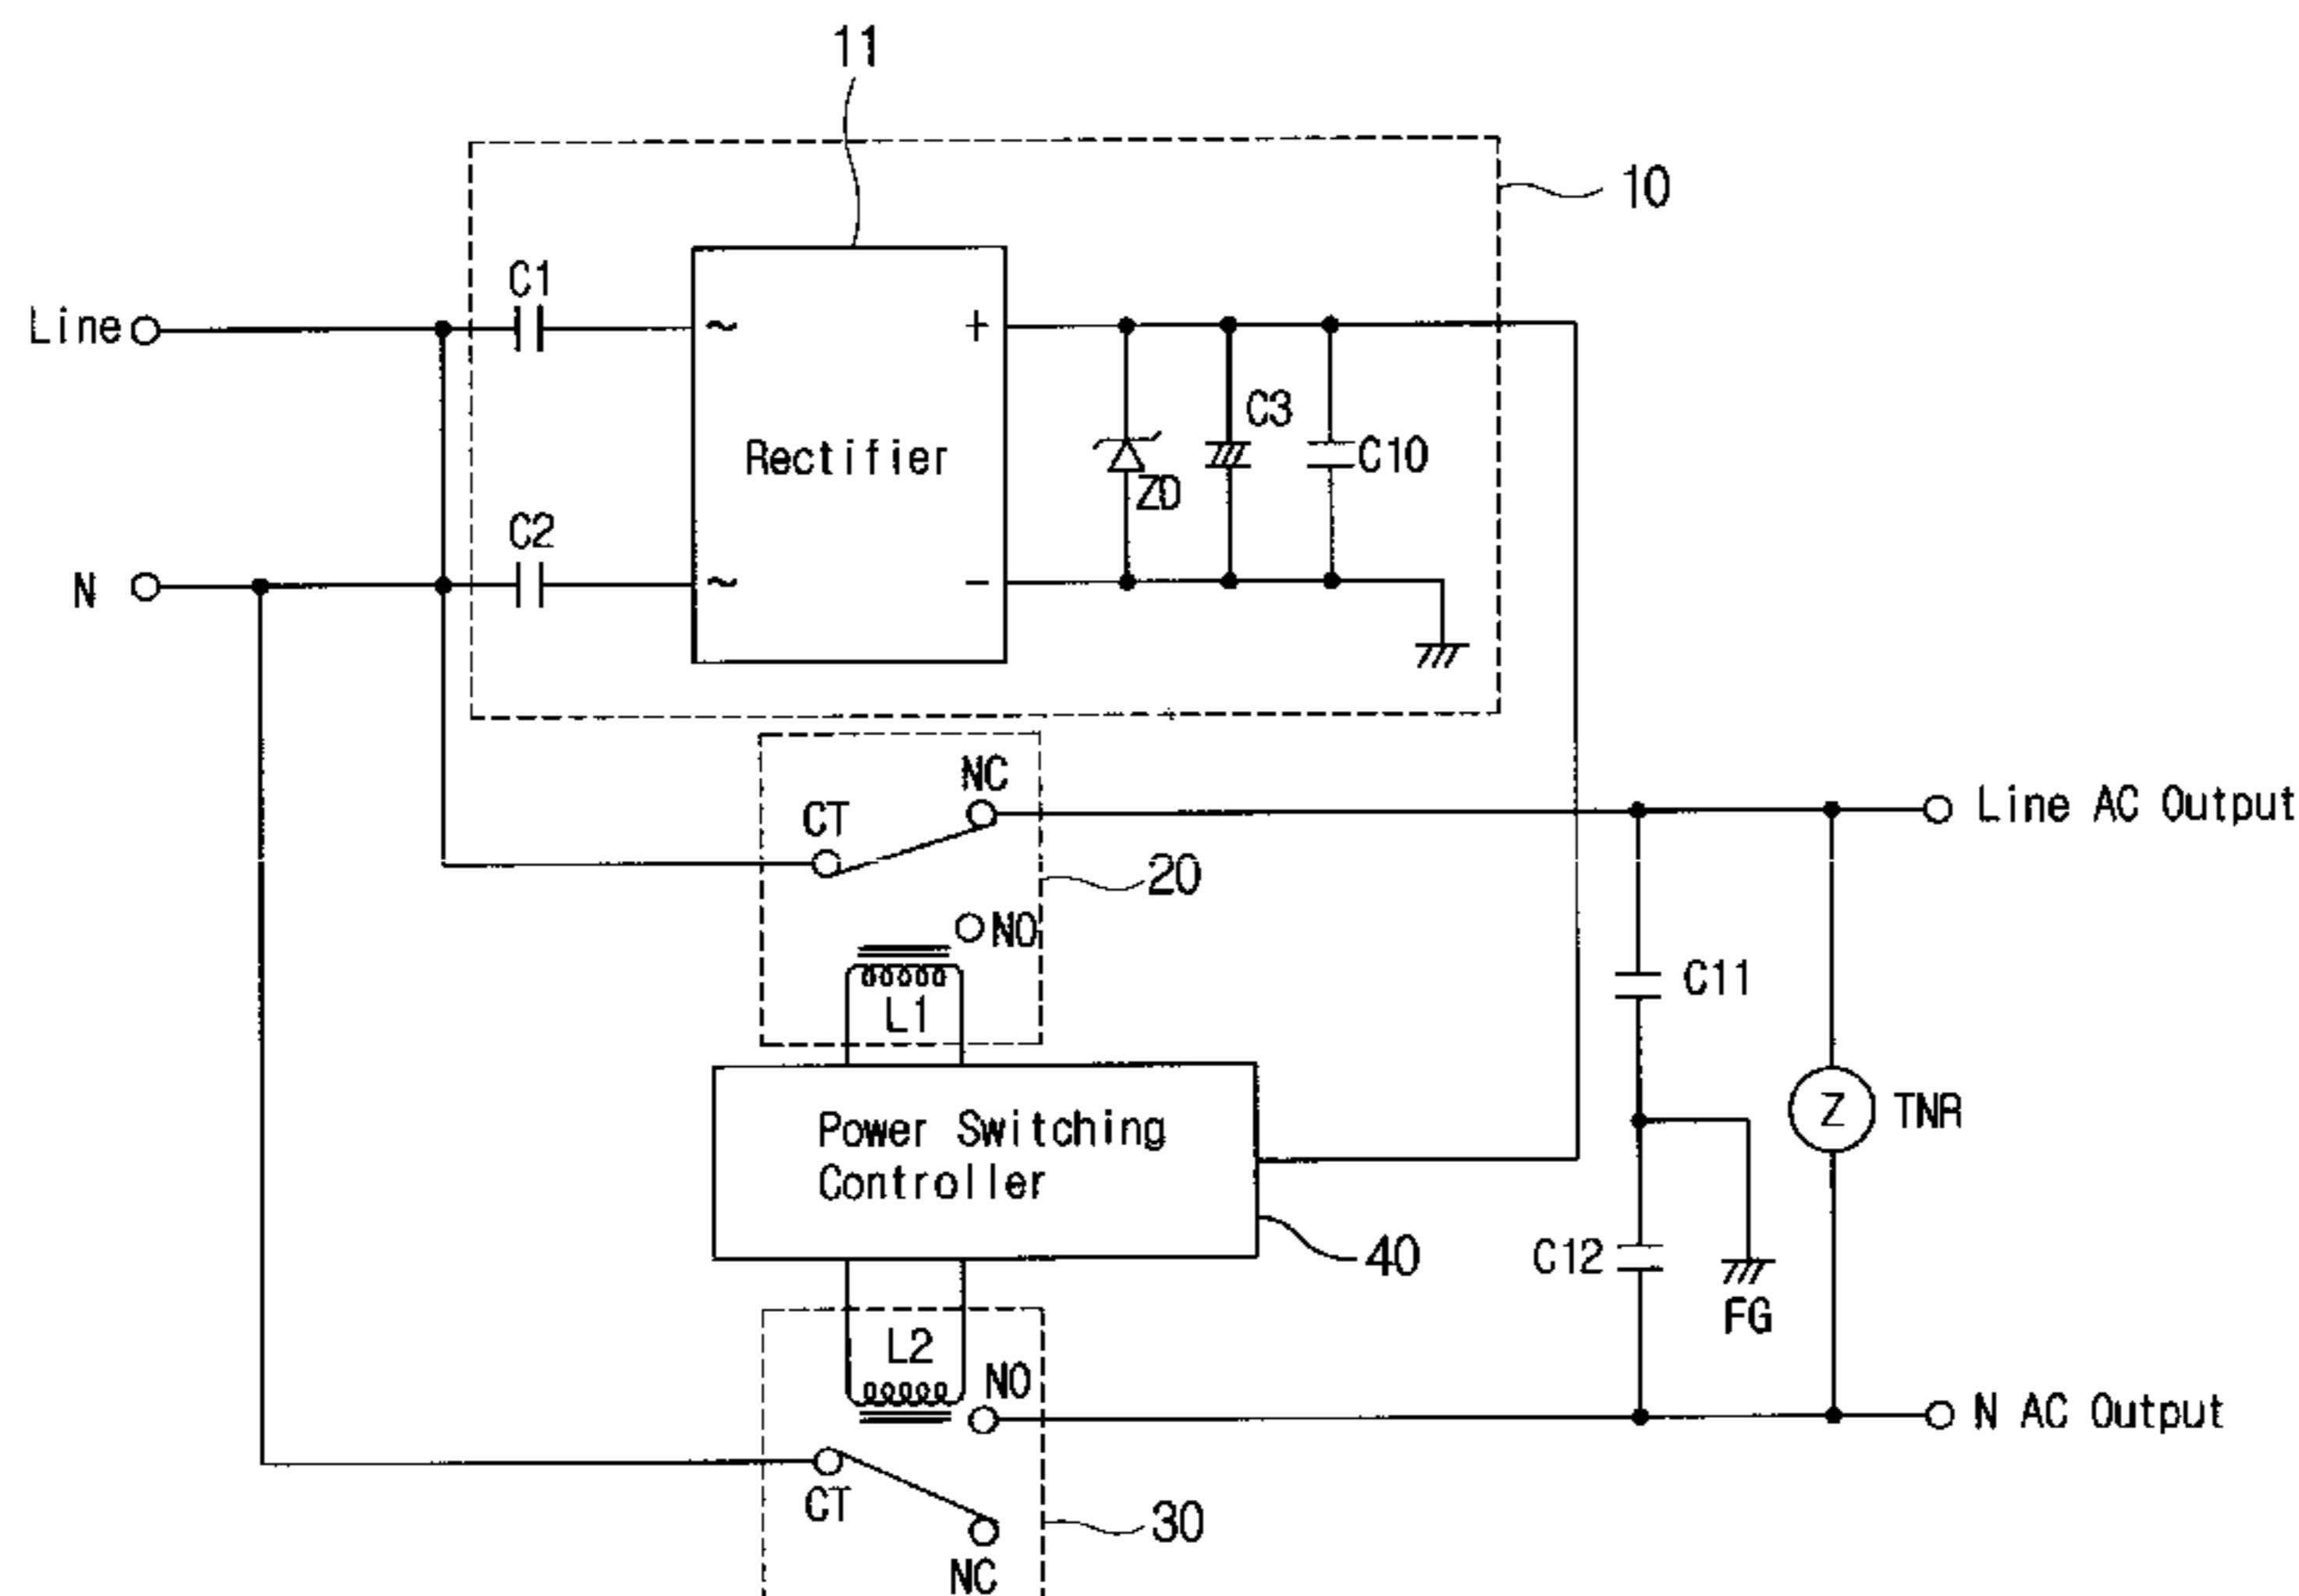 11
10
C1
Line
~
+
C3
Rectifier
C10
ZD
C2
N
~
−
NC
CT
Line AC Output
20
NO
C11
L1
Power Switching
Controller
Z
TNR
40
C12
FG
L2
NO
N AC Output
CT
30
NC